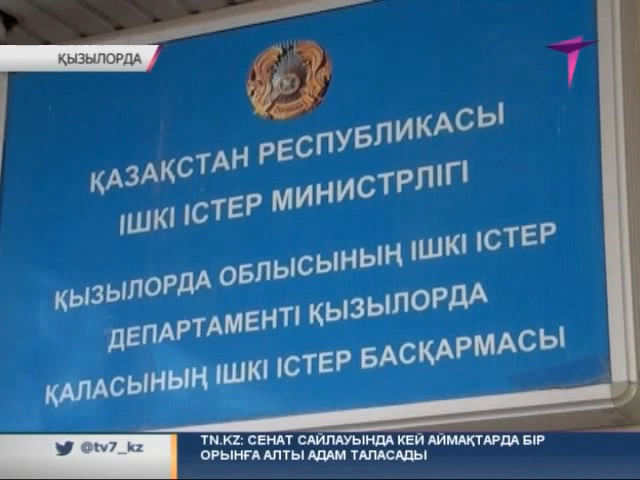 ҚЫЗЫЛОРДА
ҚАЗАҚСТАН РЕСПУБЛИКАСЫ
ІШКІ ІСТЕР МИНИСТРЛІГІ
ҚЫЗЫЛОРДА ОБЛЫСЫНЫҢ ІШКІ ІСТЕР
ДЕПАРТАМЕНТІ ҚЫЗЫЛОРДА
ҚАЛАСЫНЫҢ ІШКІ ІСТЕР БАСҚАРМАСЫ
@tv7_kz
TN.KZ: СЕНАТ САЙЛАУЫНДА КЕЙ АЙМАҚТАРДА БІР
ОРЫНҒА АЛТЫ АДАМ ТАЛАСАДЫ